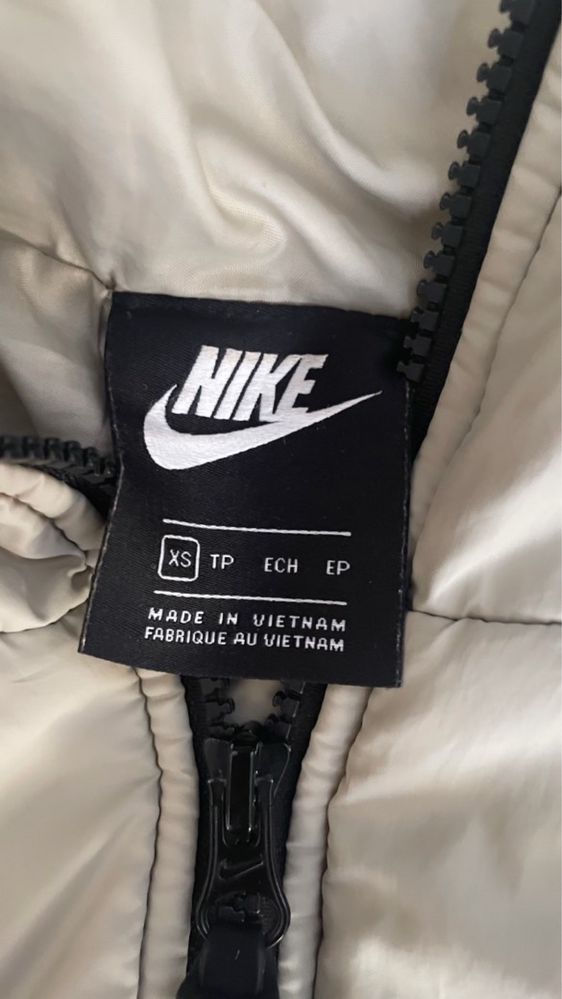 NIKE
XS TP ECH EP
MADE IN VIETNAM
FABRIQUE AU VIETNAM